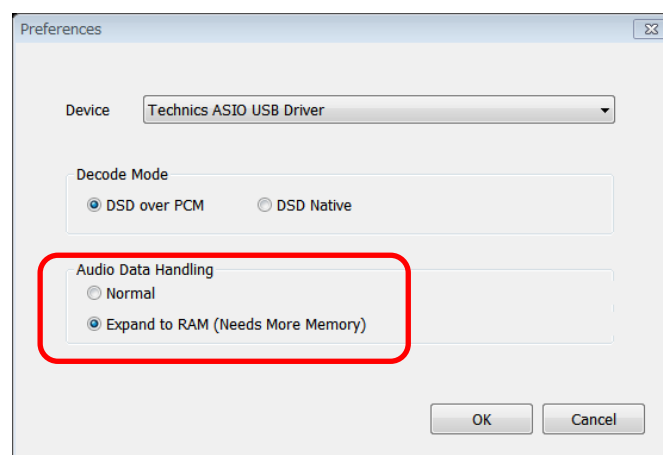 Preferences
Device Technics ASIO USB Driver
Decode Mode
DSD over PCM DSD Native
Audio Data Handling
Normal
Expand to RAM (Needs More Memory)
OK Cancel